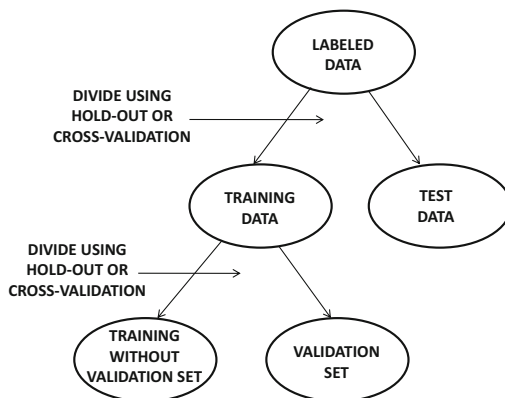 LABELED
DATA
DIVIDE USING
HOLD-OUT OR
CROSS-VALIDATION
TRAINING
DATA
TEST
DATA
DIVIDE USING
HOLD-OUT OR
CROSS-VALIDATION
TRAINING
WITHOUT
VALIDATION SET
VALIDATION
SET